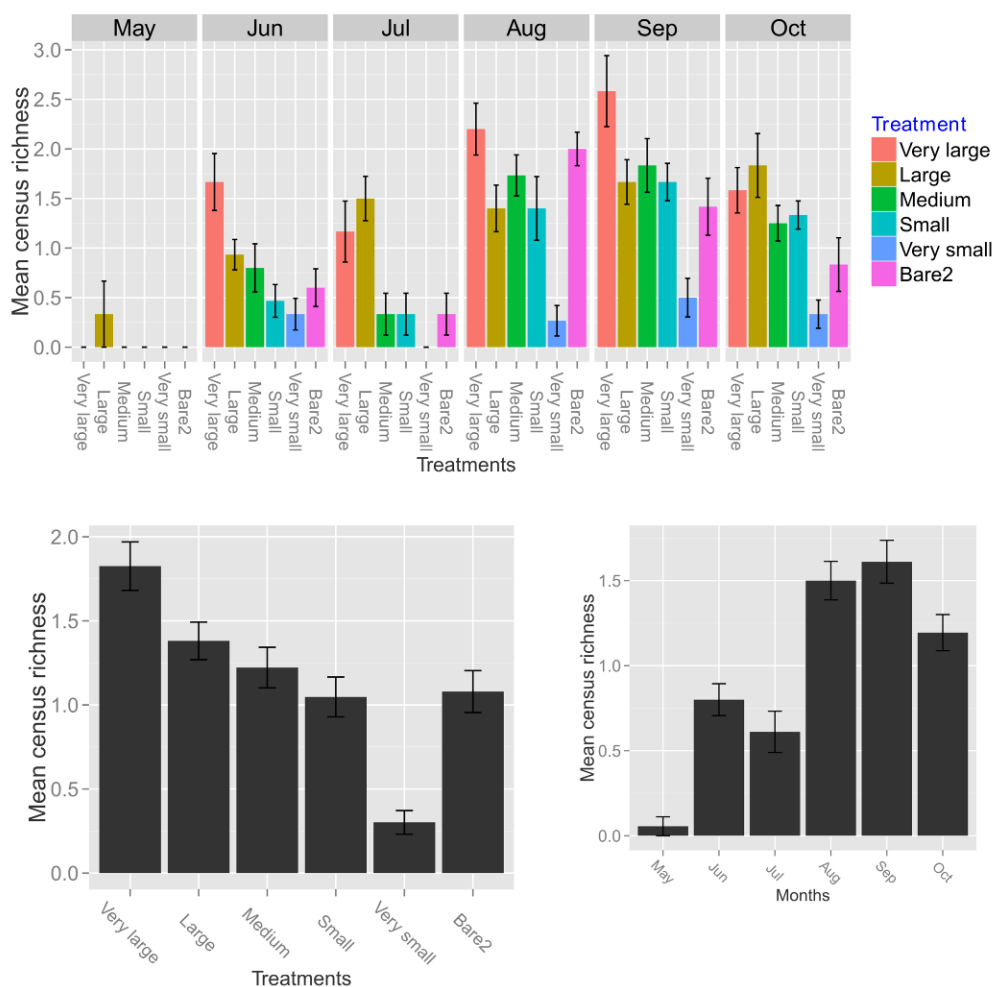 May Jun Jul Aug Sep Oct
Mean census richness
3.0
2.5
2.0
1.5
1.0
0.5
0.0
Very large Large Medium Small Very small Bare2 Very large Large Medium Small Very small Bare2 Very large Large Medium Small Very small Bare2 Very large Large Medium Small Very small Bare2 Very large Large Medium Small Very small Bare2 Very large Large Medium Small Very small Bare2
Treatments
Treatment
Very large
Large
Medium
Small
Very small
Bare2
Mean census richness
2.0
1.5
1.0
0.5
0.0
Very large Large Medium Small Very small Bare2
Treatments
Mean census richness
1.5
1.0
0.5
0.0
May Jun Jul Aug Sep Oct
Months